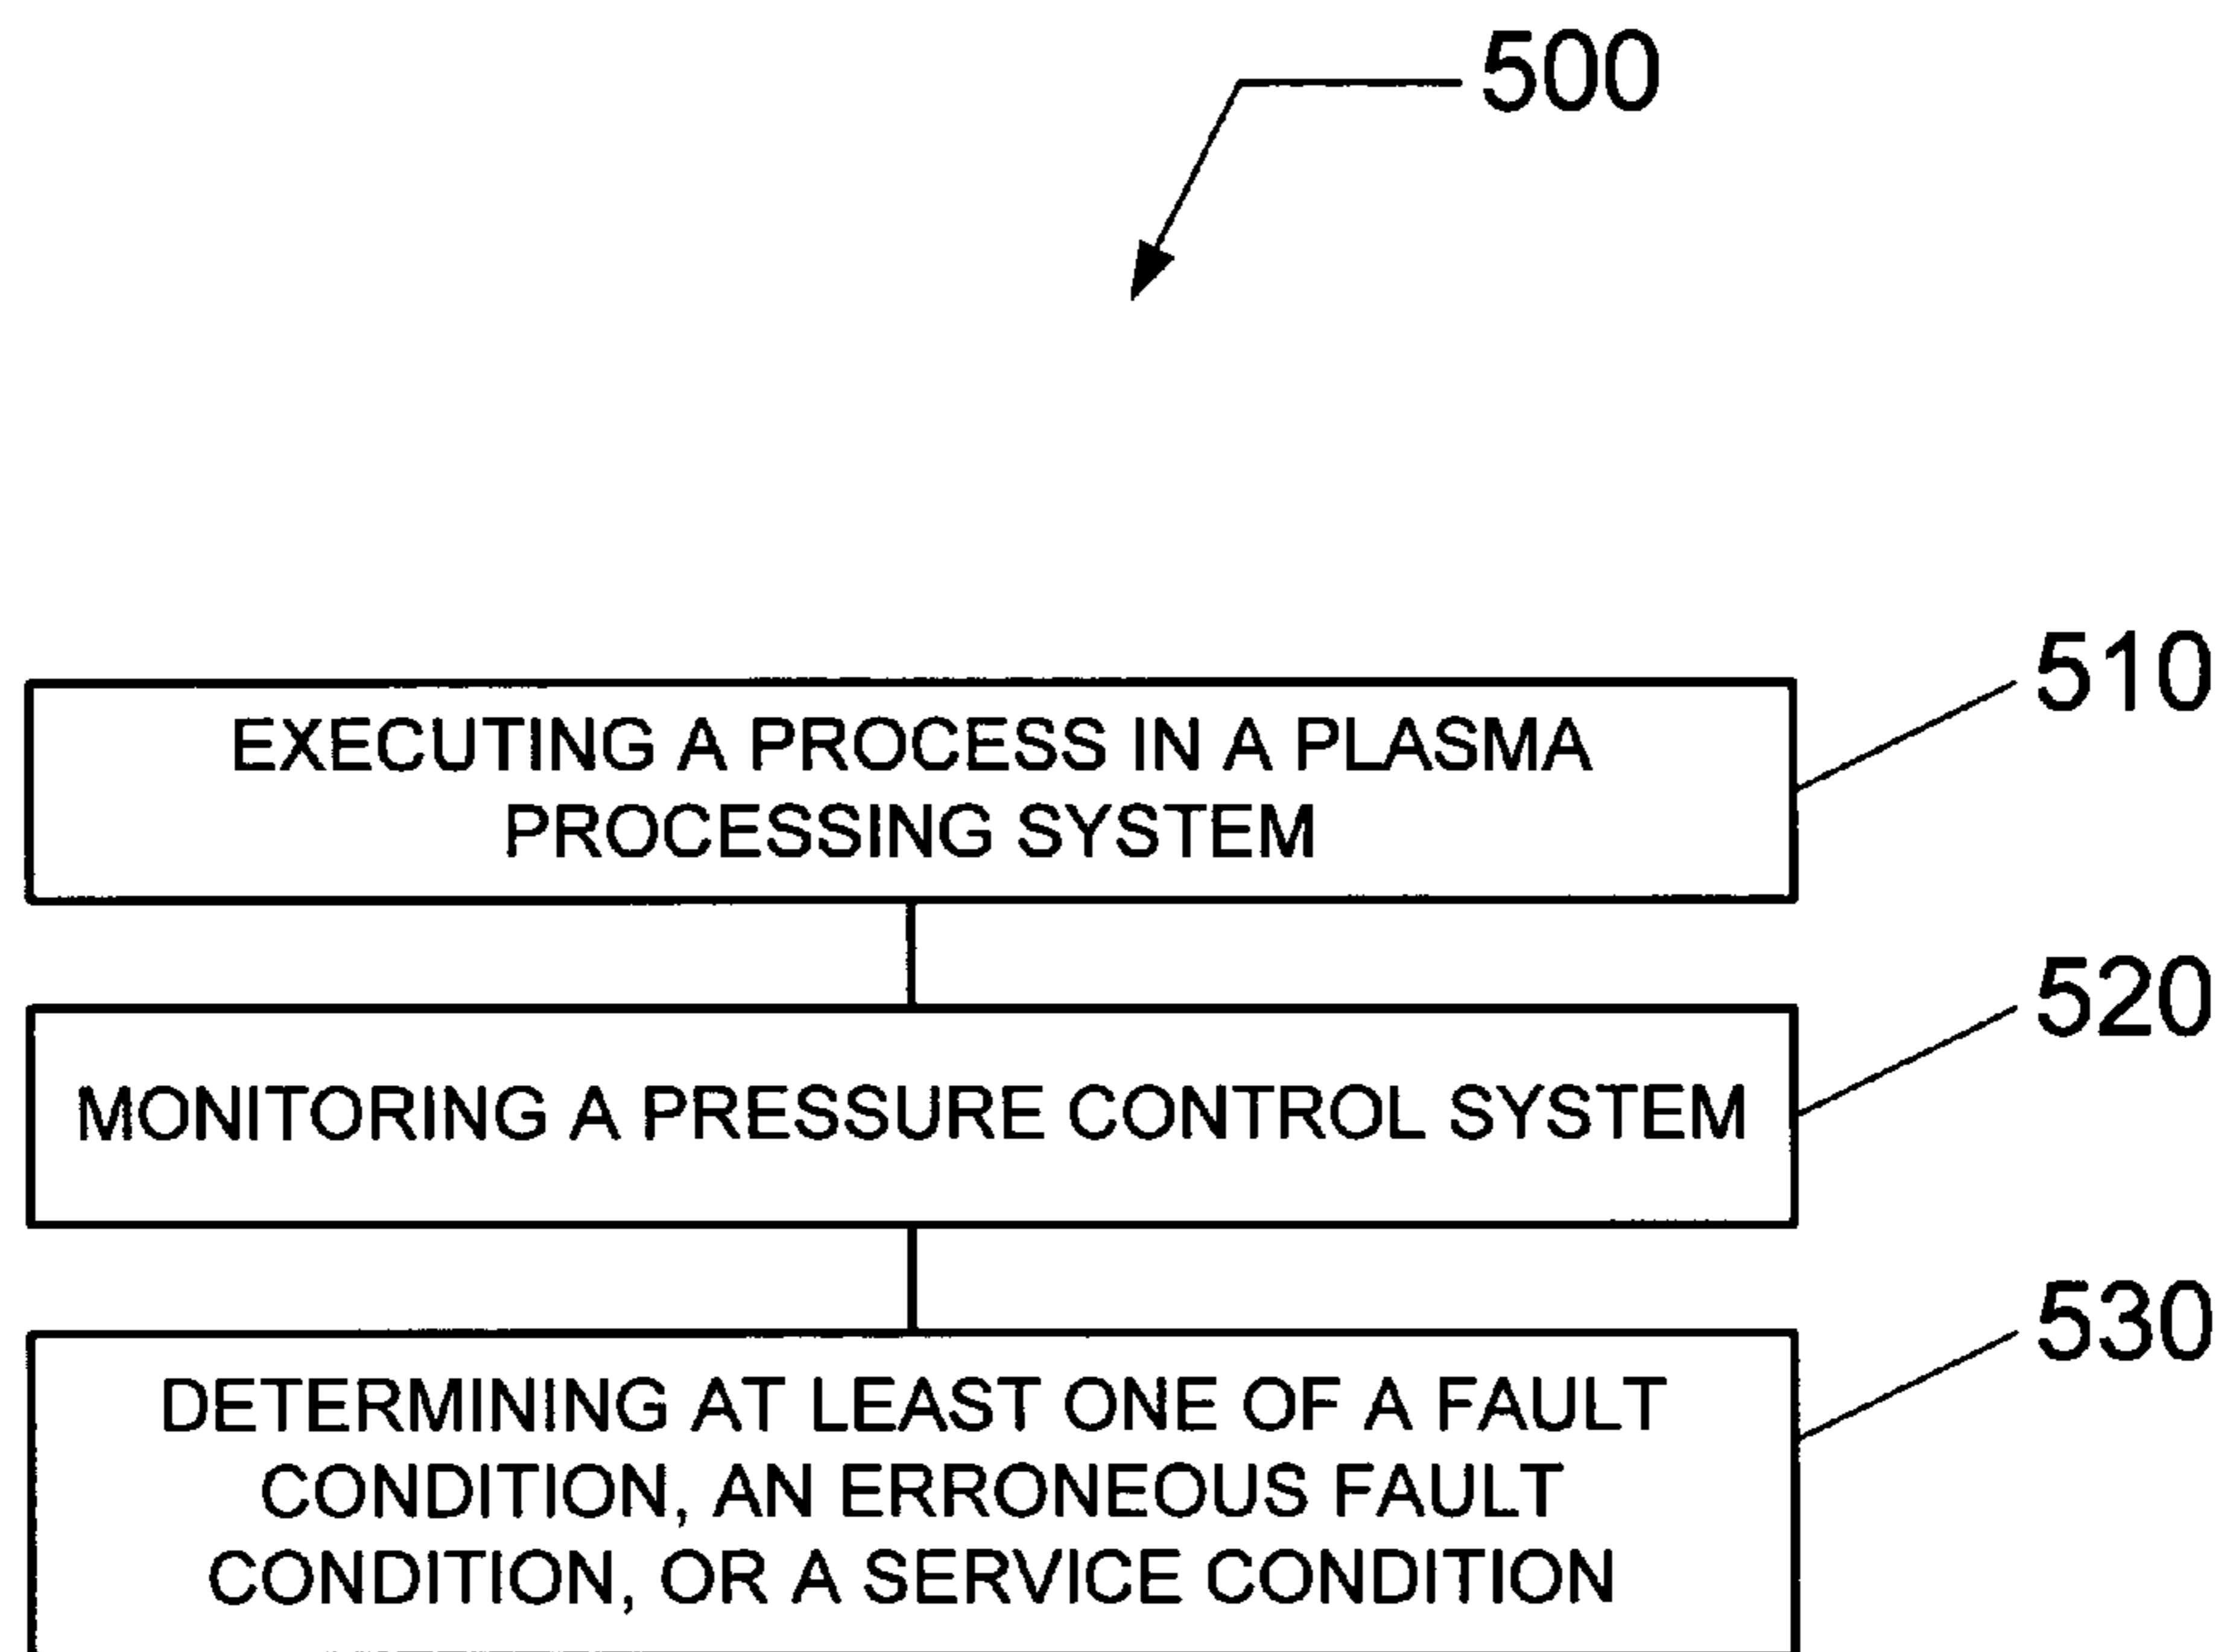 500
510
EXECUTING A PROCESS IN A PLASMA
PROCESSING SYSTEM
520
MONITORING A PRESSURE CONTROL SYSTEM
530
DETERMINING AT LEAST ONE OF A FAULT
CONDITION, AN ERRONEOUS FAULT
CONDITION, OR A SERVICE CONDITION